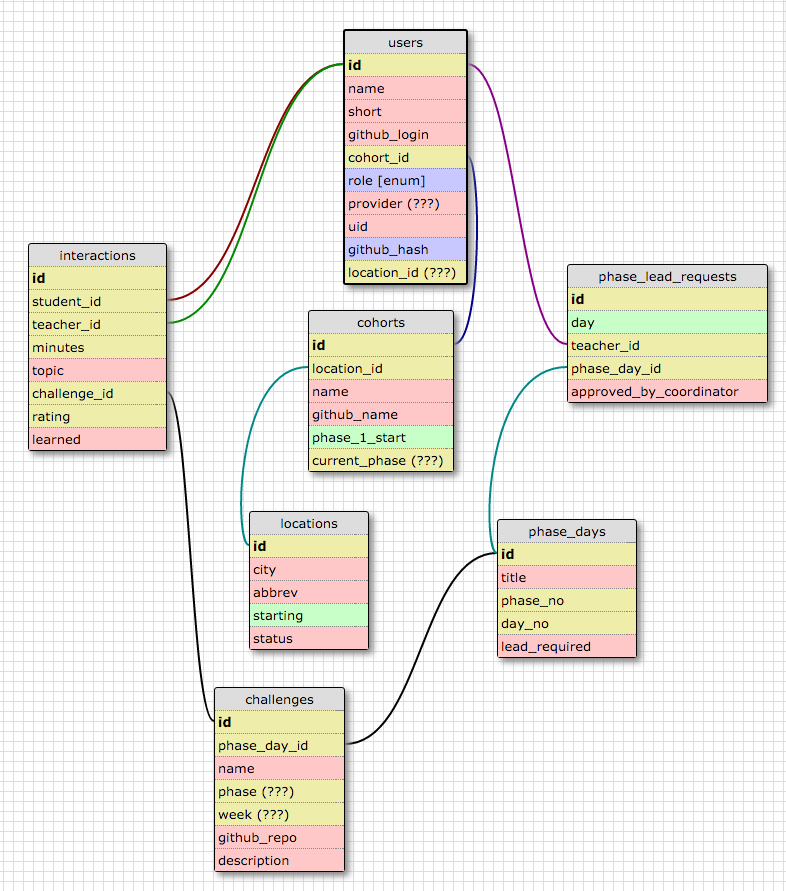 users
id
name
short
github_login
cohort_id
role [enum]
provider (???)
uid
github_hash
location_id (???)
interactions
id
student_id
teacher_id
minutes
topic
challenge_id
rating
learned
phase_lead_requests
id
day
teacher_id
phase_day_id
approved_by_coordinator
cohorts
id
location_id
name
github_name
phase_1_start
current_phase (???)
locations
id
city
abbrev
starting
status
phase_days
id
title
phase_no
day_no
lead_required
challenges
id
phase_day_id
name
phase (???)
week (???)
github_repo
description